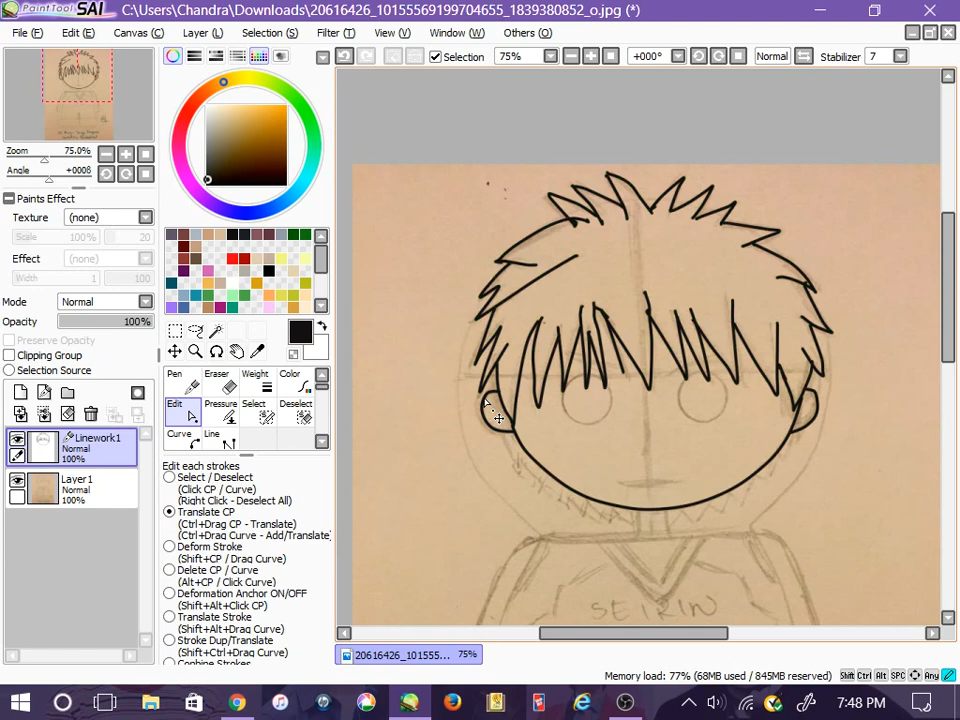 PaintTool SAI C:\Users\Chandra\Downloads\20616426_10155569199704655_1839380852_o.jpg (*)
File (F) Edit (E) Canvas (C) Layer (L) Selection (S) Filter (T) View (V) Window (W) Others (O)
Selection 75% +000° Normal Stabilizer 7
Zoom 75.0%
Angle +000ß
Paints Effect
Texture (none)
Scale 100% 20
Effect (none)
Width 1 100
Mode Normal
Opacity 100%
Preserve Opacity
Clipping Group
Selection Source
Linework1
Normal
100%
Layer1
Normal
100%
Pen Eraser Weight Color
Edit Pressure Select Deselect
Curve Line
Edit each strokes
Select / Deselect
(Click CP / Curve)
(Right Click - Deselect All)
Translate CP
(Ctrl+Drag CP - Translate)
(Ctrl+Drag Curve - Add/Translate)
Deform Stroke
(Shift+CP / Drag Curve)
Delete CP / Curve
(Alt+CP / Click Curve)
Deformation Anchor ON/OFF
(Shift+Alt+Click CP)
Translate Stroke
(Shift+Alt+Drag Curve)
Stroke Dup/Translate
(Shift+Ctrl+Drag Curve)
SEIRIN
20616426_101555... 75%
Memory load: 77% (68MB used / 845MB reserved) Shift Ctrl Alt SPC Any
7:48 PM